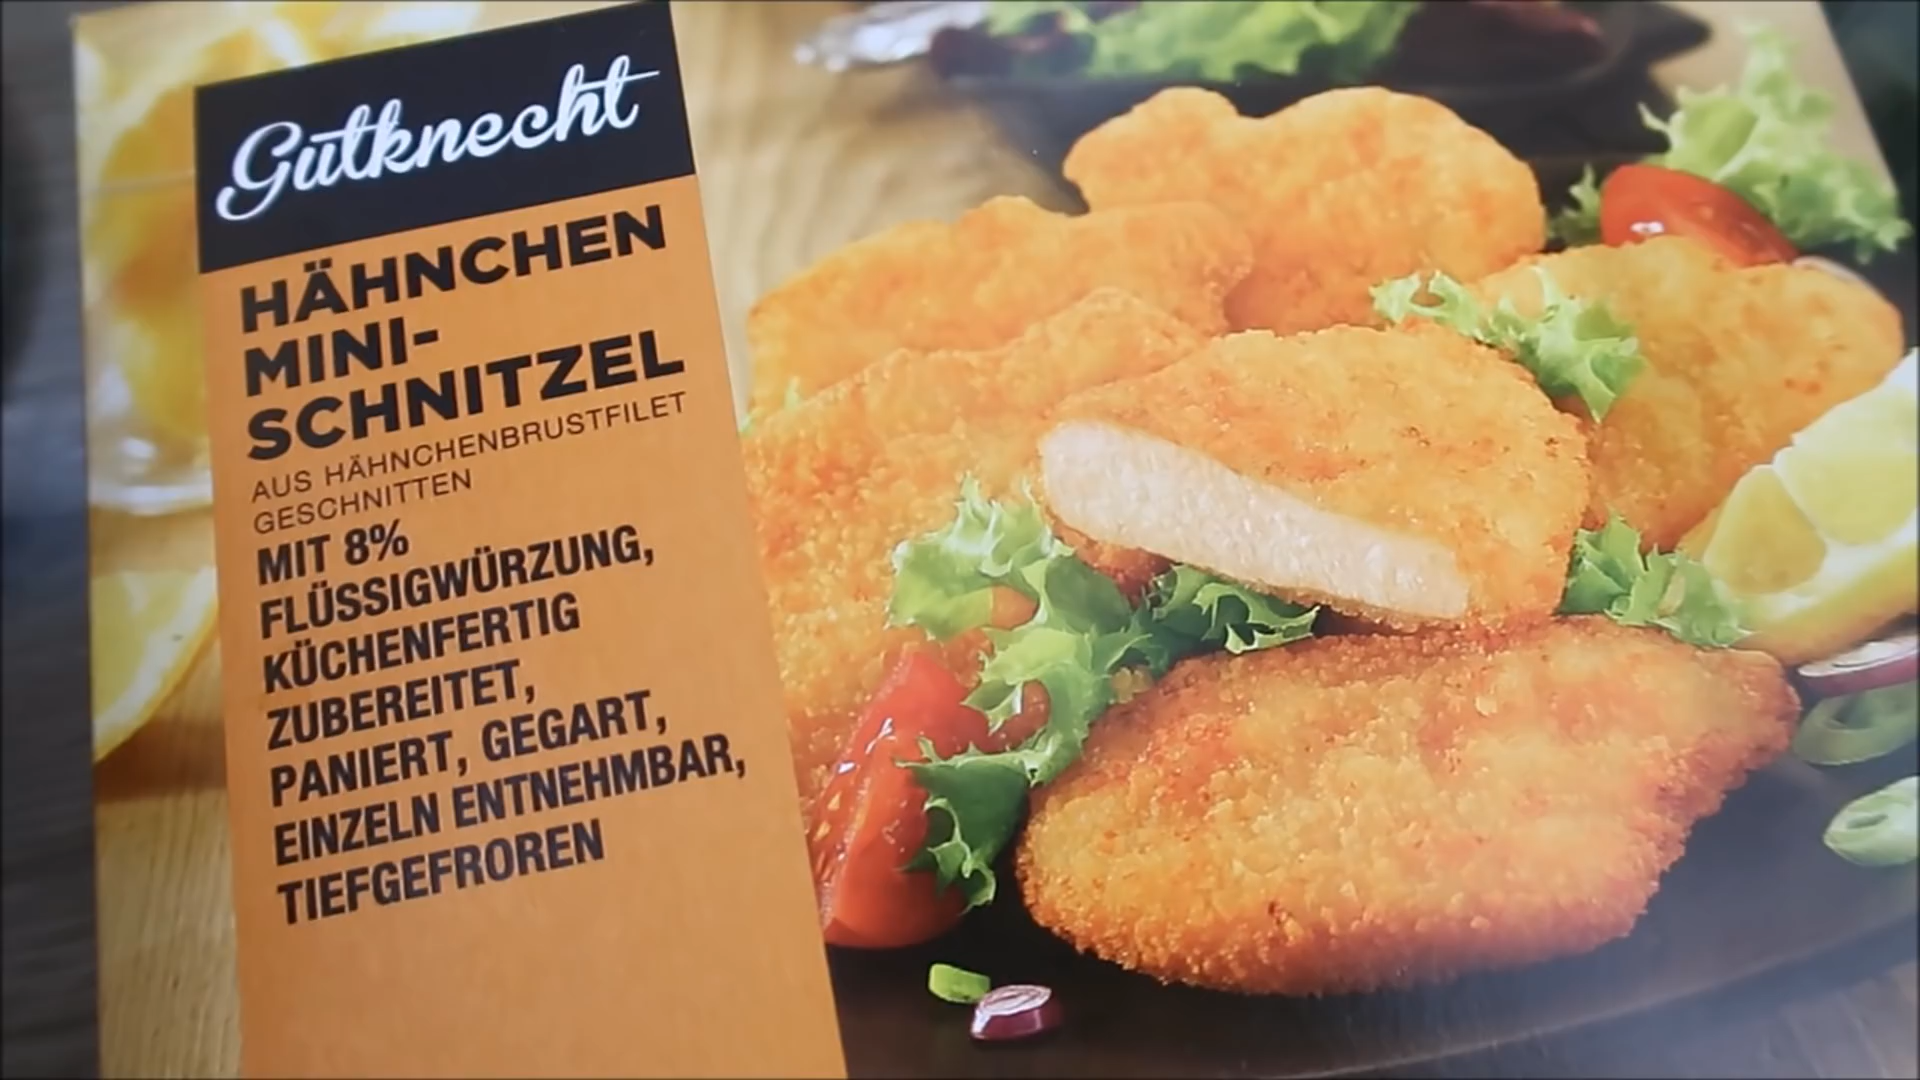 Gutknecht
HÄHNCHEN
MINI-
SCHNITZEL
AUS HÄHNCHENBRUSTFILET
GESCHNITTEN
MIT 8%
FLÜSSIGWÜRZUNG,
KÜCHENFERTIG
ZUBEREITET,
PANIERT, GEGART,
EINZELN ENTNEHMBAR,
TIEFGEFROREN